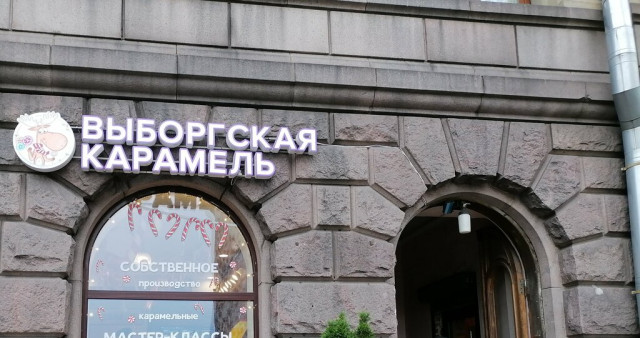 ВЫБОРГСКАЯ
КАРАМЕЛЬ
СОБСТВЕННОЕ
производство
карамельные
МАСТЕР-КЛАССЫ